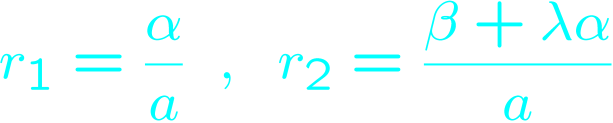 r₁ = α/a , r₂ = (β + λα)/a